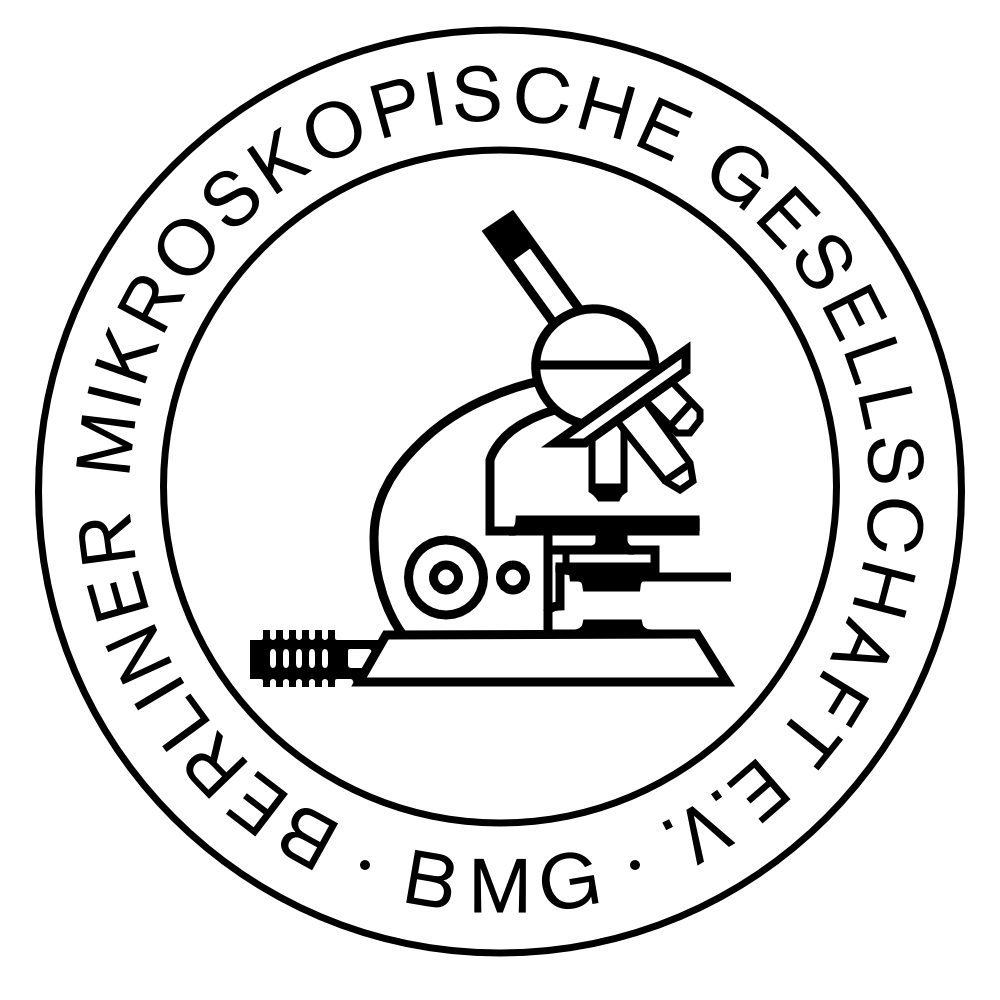 BERLINER MIKROSKOPISCHE GESELLSCHAFT E.V.
· BMG ·